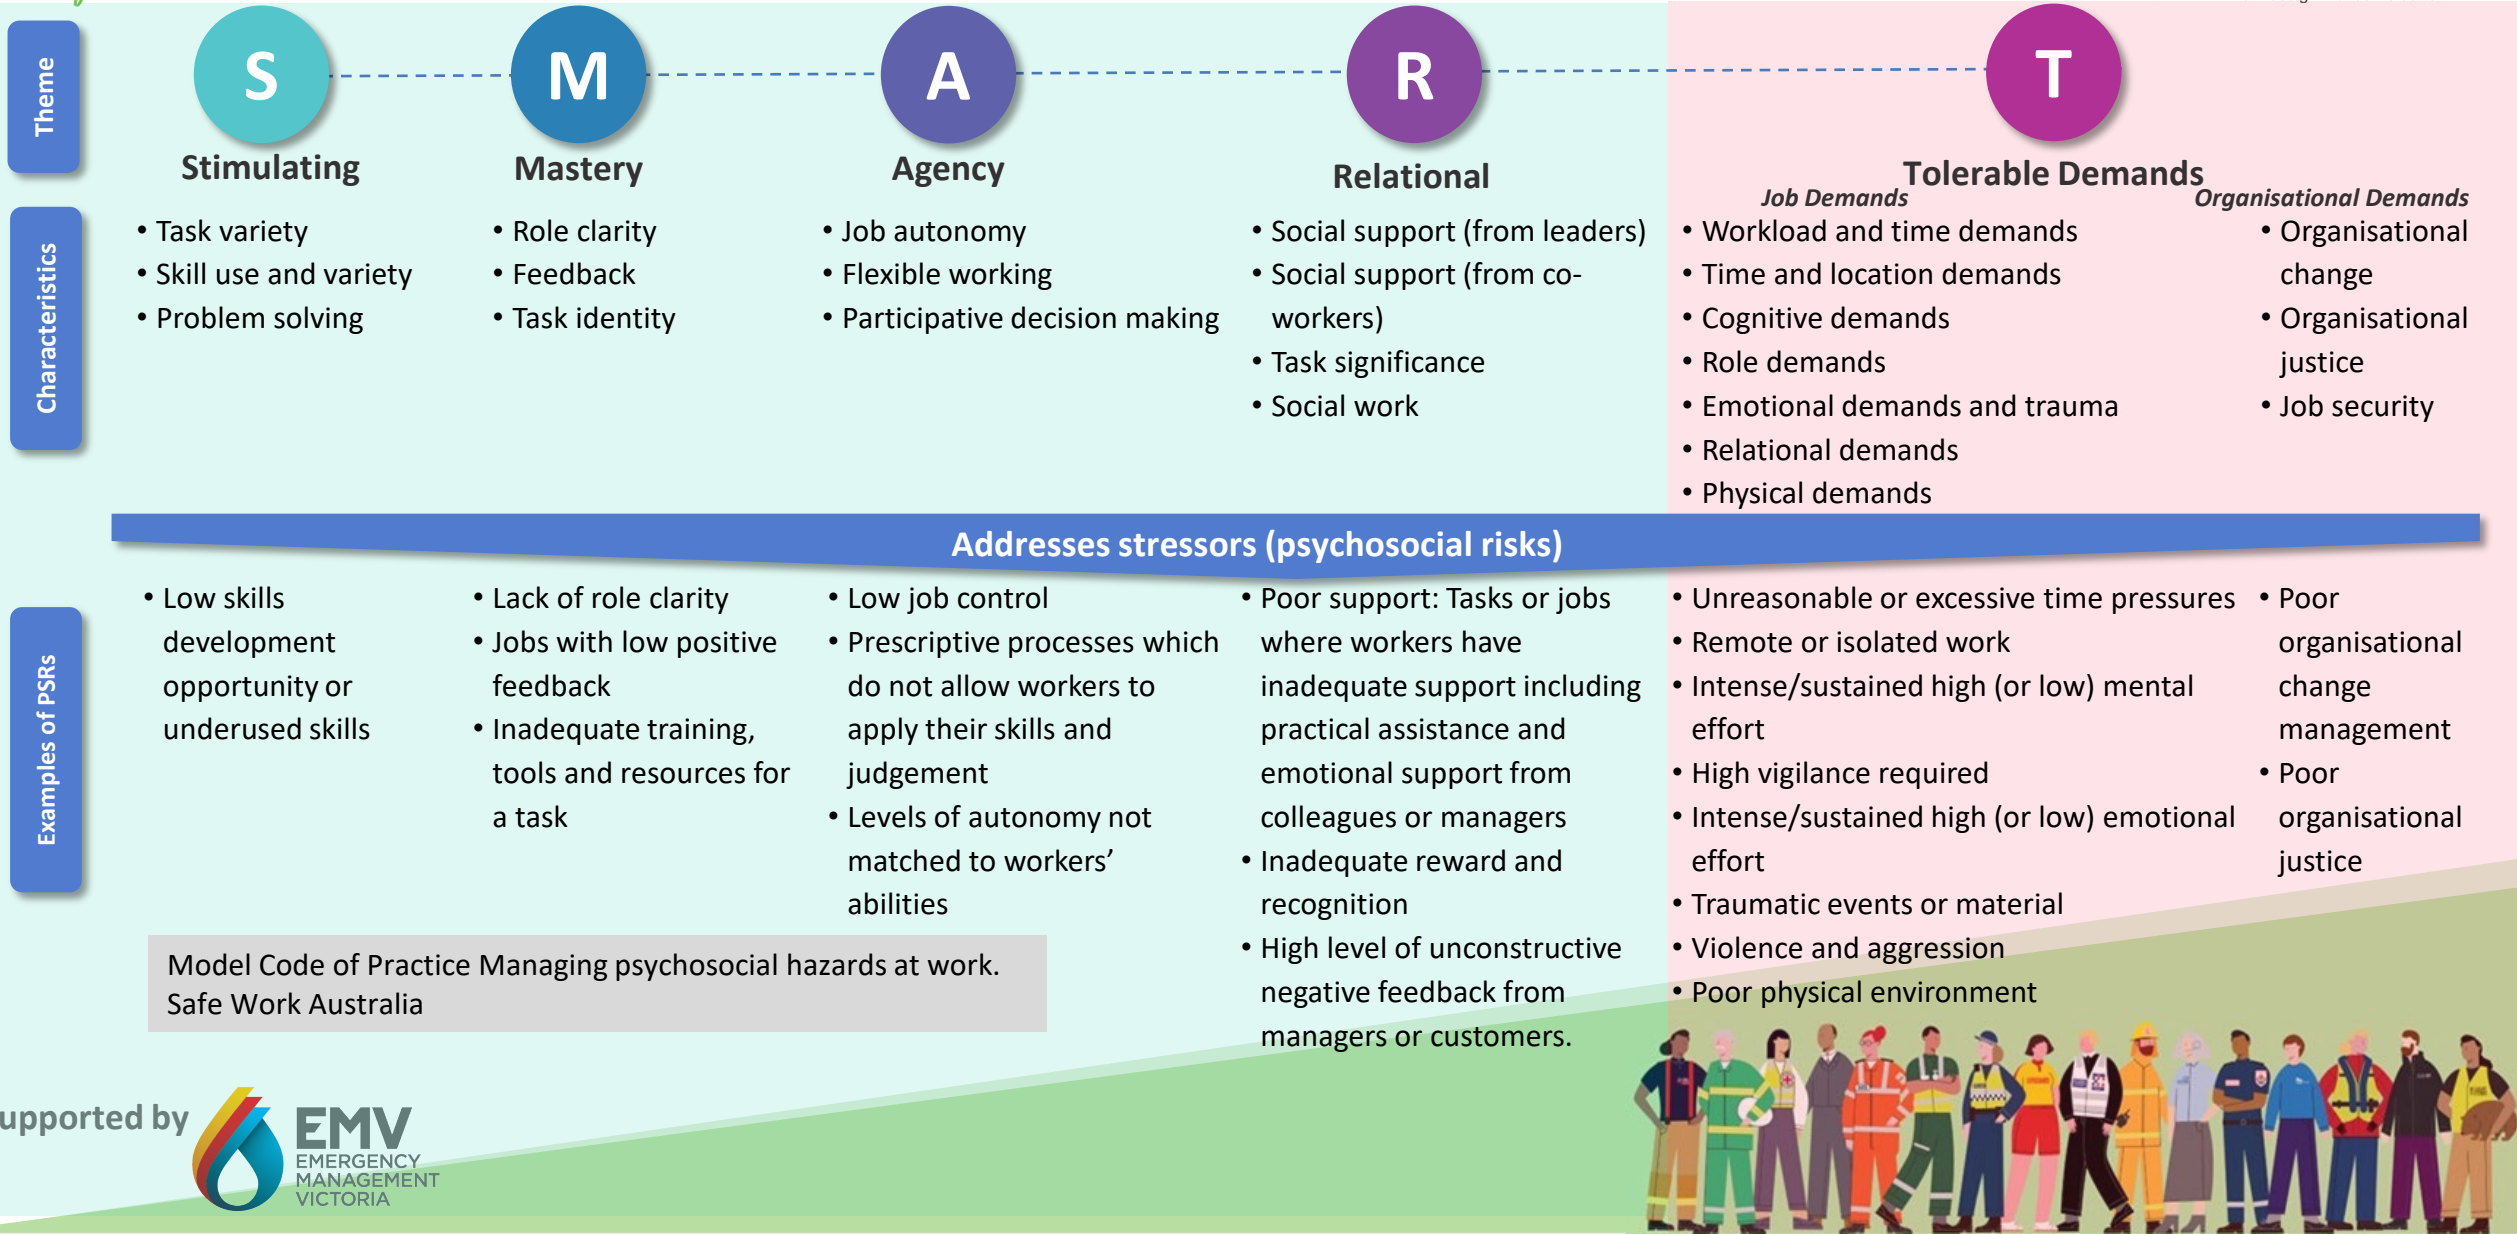 Theme
S
M
A
R
T
Stimulating
Mastery
Agency
Relational
Tolerable Demands
Job Demands
Organisational Demands
Characteristics
• Task variety
• Skill use and variety
• Problem solving
• Role clarity
• Feedback
• Task identity
• Job autonomy
• Flexible working
• Participative decision making
• Social support (from leaders)
• Social support (from co-
workers)
• Task significance
• Social work
• Workload and time demands
• Time and location demands
• Cognitive demands
• Role demands
• Emotional demands and trauma
• Relational demands
• Physical demands
• Organisational
change
• Organisational
justice
• Job security
Addresses stressors (psychosocial risks)
Examples of PSRs
• Low skills
development
opportunity or
underused skills
• Lack of role clarity
• Jobs with low positive
feedback
• Inadequate training,
tools and resources for
a task
• Low job control
• Prescriptive processes which
do not allow workers to
apply their skills and
judgement
• Levels of autonomy not
matched to workers’
abilities
• Poor support: Tasks or jobs
where workers have
inadequate support including
practical assistance and
emotional support from
colleagues or managers
• Inadequate reward and
recognition
• High level of unconstructive
negative feedback from
managers or customers.
• Unreasonable or excessive time pressures
• Remote or isolated work
• Intense/sustained high (or low) mental
effort
• High vigilance required
• Intense/sustained high (or low) emotional
effort
• Traumatic events or material
• Violence and aggression
• Poor physical environment
• Poor
organisational
change
management
• Poor
organisational
justice
Model Code of Practice Managing psychosocial hazards at work.
Safe Work Australia
upported by
EMV
EMERGENCY
MANAGEMENT
VICTORIA